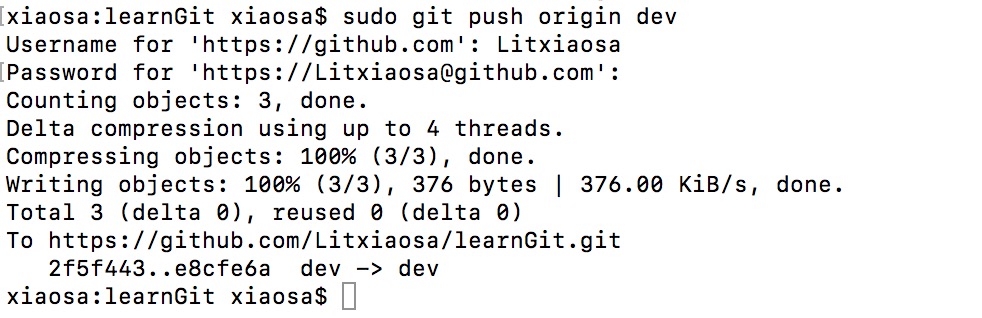 xiaosa:learnGit xiaosa$ sudo git push origin dev
Username for 'https://github.com': Litxiaosa
Password for 'https://Litxiaosa@github.com':
Counting objects: 3, done.
Delta compression using up to 4 threads.
Compressing objects: 100% (3/3), done.
Writing objects: 100% (3/3), 376 bytes | 376.00 KiB/s, done.
Total 3 (delta 0), reused 0 (delta 0)
To https://github.com/Litxiaosa/learnGit.git
   2f5f443..e8cfe6a  dev -> dev
xiaosa:learnGit xiaosa$